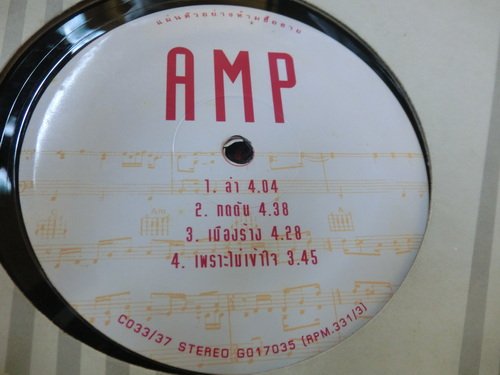 แผ่นตัวอย่างห้ามซื้อขาย
AMP
1. ล่า 4.04
2. กดดัน 4.38
3. เมืองร้าง 4.28
4. เพราะไม่เข้าใจ 3.45
CO33/37 STEREO GO17035 (RPM.331/3)